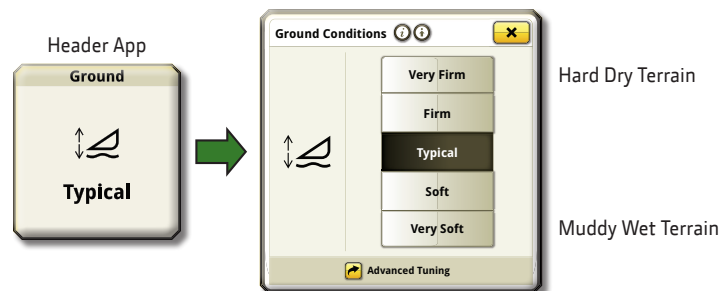 Header App
Ground
Typical
Ground Conditions
Very Firm
Firm
Typical
Soft
Very Soft
Advanced Tuning
Hard Dry Terrain
Muddy Wet Terrain